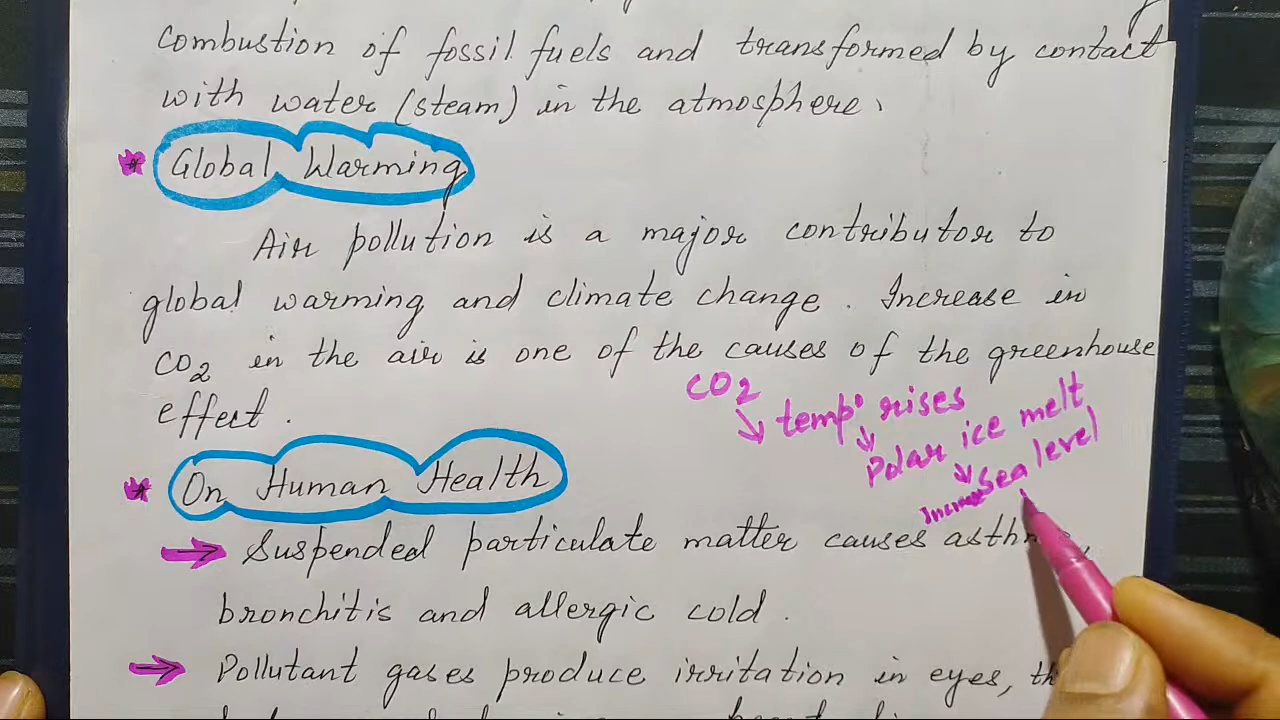 combustion of fossil fuels and transformed by contact
with water (steam) in the atmosphere.
* Global Warming
Air pollution is a major contributor to
global warming and climate change. Increase in
CO2 in the air is one of the causes of the greenhouse
effect.
CO2
↘ temp° rises
↘ Polar ice melt
↘ Sea level
Increase
* On Human Health
→ Suspended particulate matter causes
bronchitis and allergic cold.
→ Pollutant gases produce irritation in eyes,